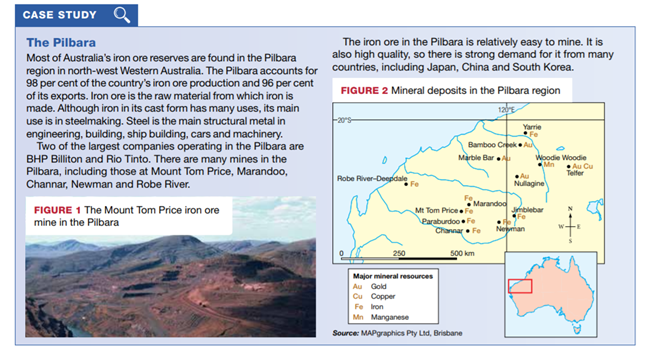 CASE STUDY
The Pilbara
Most of Australia's iron ore reserves are found in the Pilbara
region in north-west Western Australia. The Pilbara accounts for
98 per cent of the country's iron ore production and 96 per cent
of its exports. Iron ore is the raw material from which iron is
made. Although iron in its cast form has many uses, its main
use is in steelmaking. Steel is the main structural metal in
engineering, building, ship building, cars and machinery.
Two of the largest companies operating in the Pilbara are
BHP Billiton and Rio Tinto. There are many mines in the
Pilbara, including those at Mount Tom Price, Marandoo,
Channar, Newman and Robe River.
FIGURE 1 The Mount Tom Price iron ore
mine in the Pilbara
The iron ore in the Pilbara is relatively easy to mine. It is
also high quality, so there is strong demand for it from many
countries, including Japan, China and South Korea.
FIGURE 2 Mineral deposits in the Pilbara region
120°E
20°S
Yarrie
Fe
Bamboo Creek Au
Marble Bar Au
Woodie Woodie
Mn
Au Cu
Telfer
Robe River–Deepdale
Fe
Au
Nullagine
Fe
Marandoo
Mt Tom Price Fe
Jimblebar
Fe
Paraburdoo Fe
Fe
Newman
Channar Fe
N
W E
S
0 250 500 km
Major mineral resources
Au Gold
Cu Copper
Fe Iron
Mn Manganese
Source: MAPgraphics Pty Ltd, Brisbane